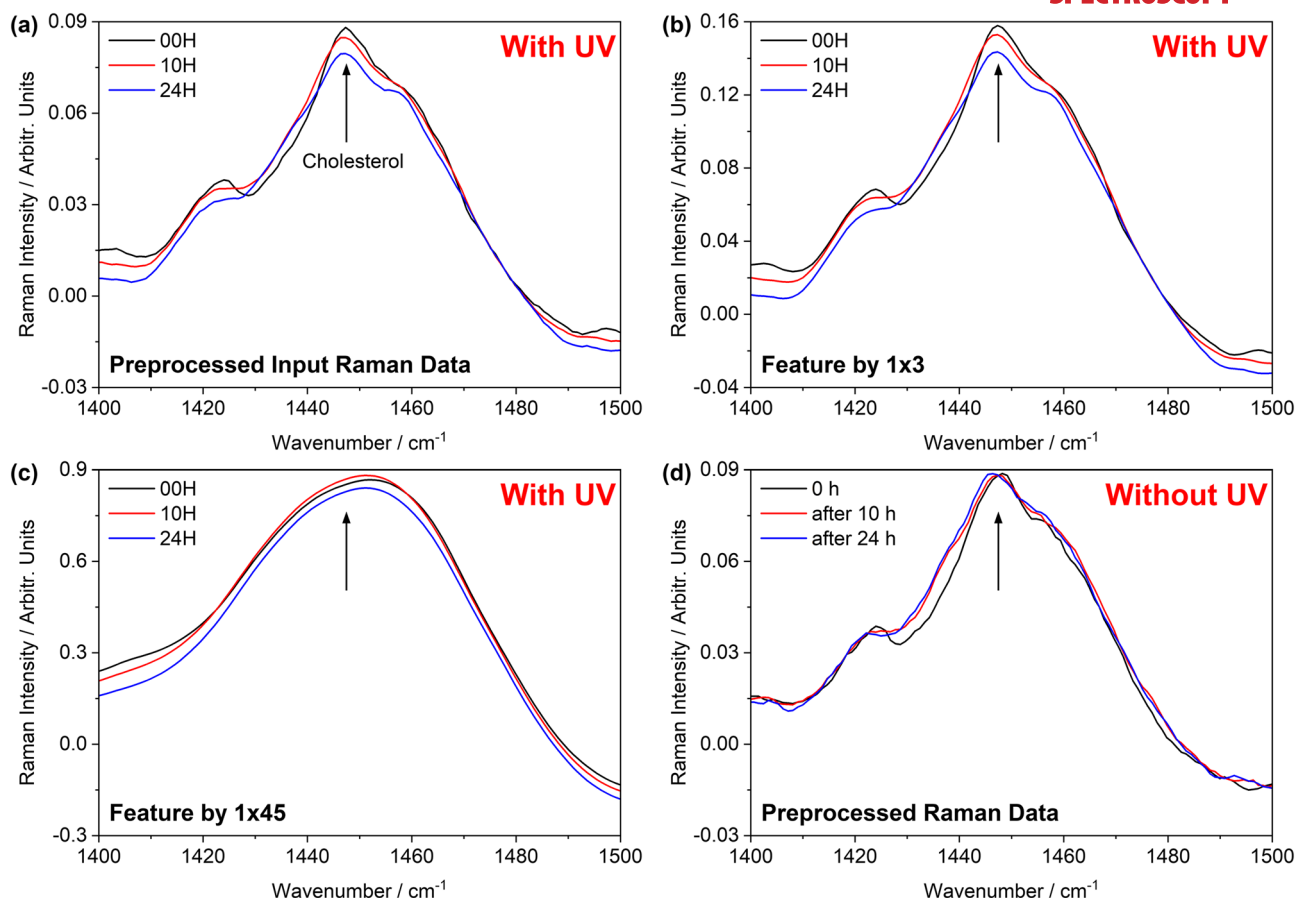 SPECTROSCOPY
(a)
0.09
0.06
0.03
0.00
-0.03
00H
10H
24H
With UV
Cholesterol
Preprocessed Input Raman Data
Raman Intensity / Arbitr. Units
1400 1420 1440 1460 1480 1500
Wavenumber / cm-1
(b)
0.16
0.12
0.08
0.04
0.00
-0.04
00H
10H
24H
With UV
Feature by 1x3
Raman Intensity / Arbitr. Units
1400 1420 1440 1460 1480 1500
Wavenumber / cm-1
(c)
0.9
0.6
0.3
0.0
-0.3
00H
10H
24H
With UV
Feature by 1x45
Raman Intensity / Arbitr. Units
1400 1420 1440 1460 1480 1500
Wavenumber / cm-1
(d)
0.09
0.06
0.03
0.00
-0.03
0 h
after 10 h
after 24 h
Without UV
Preprocessed Raman Data
Raman Intensity / Arbitr. Units
1400 1420 1440 1460 1480 1500
Wavenumber / cm-1